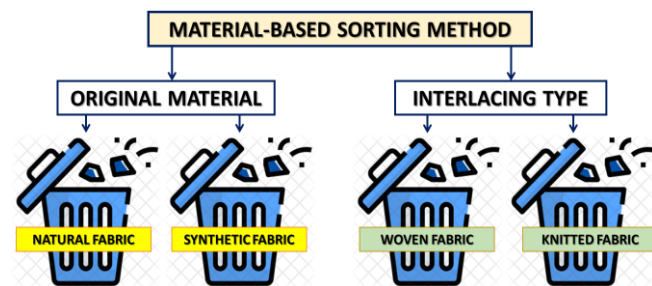 MATERIAL-BASED SORTING METHOD
ORIGINAL MATERIAL
INTERLACING TYPE
NATURAL FABRIC
SYNTHETIC FABRIC
WOVEN FABRIC
KNITTED FABRIC